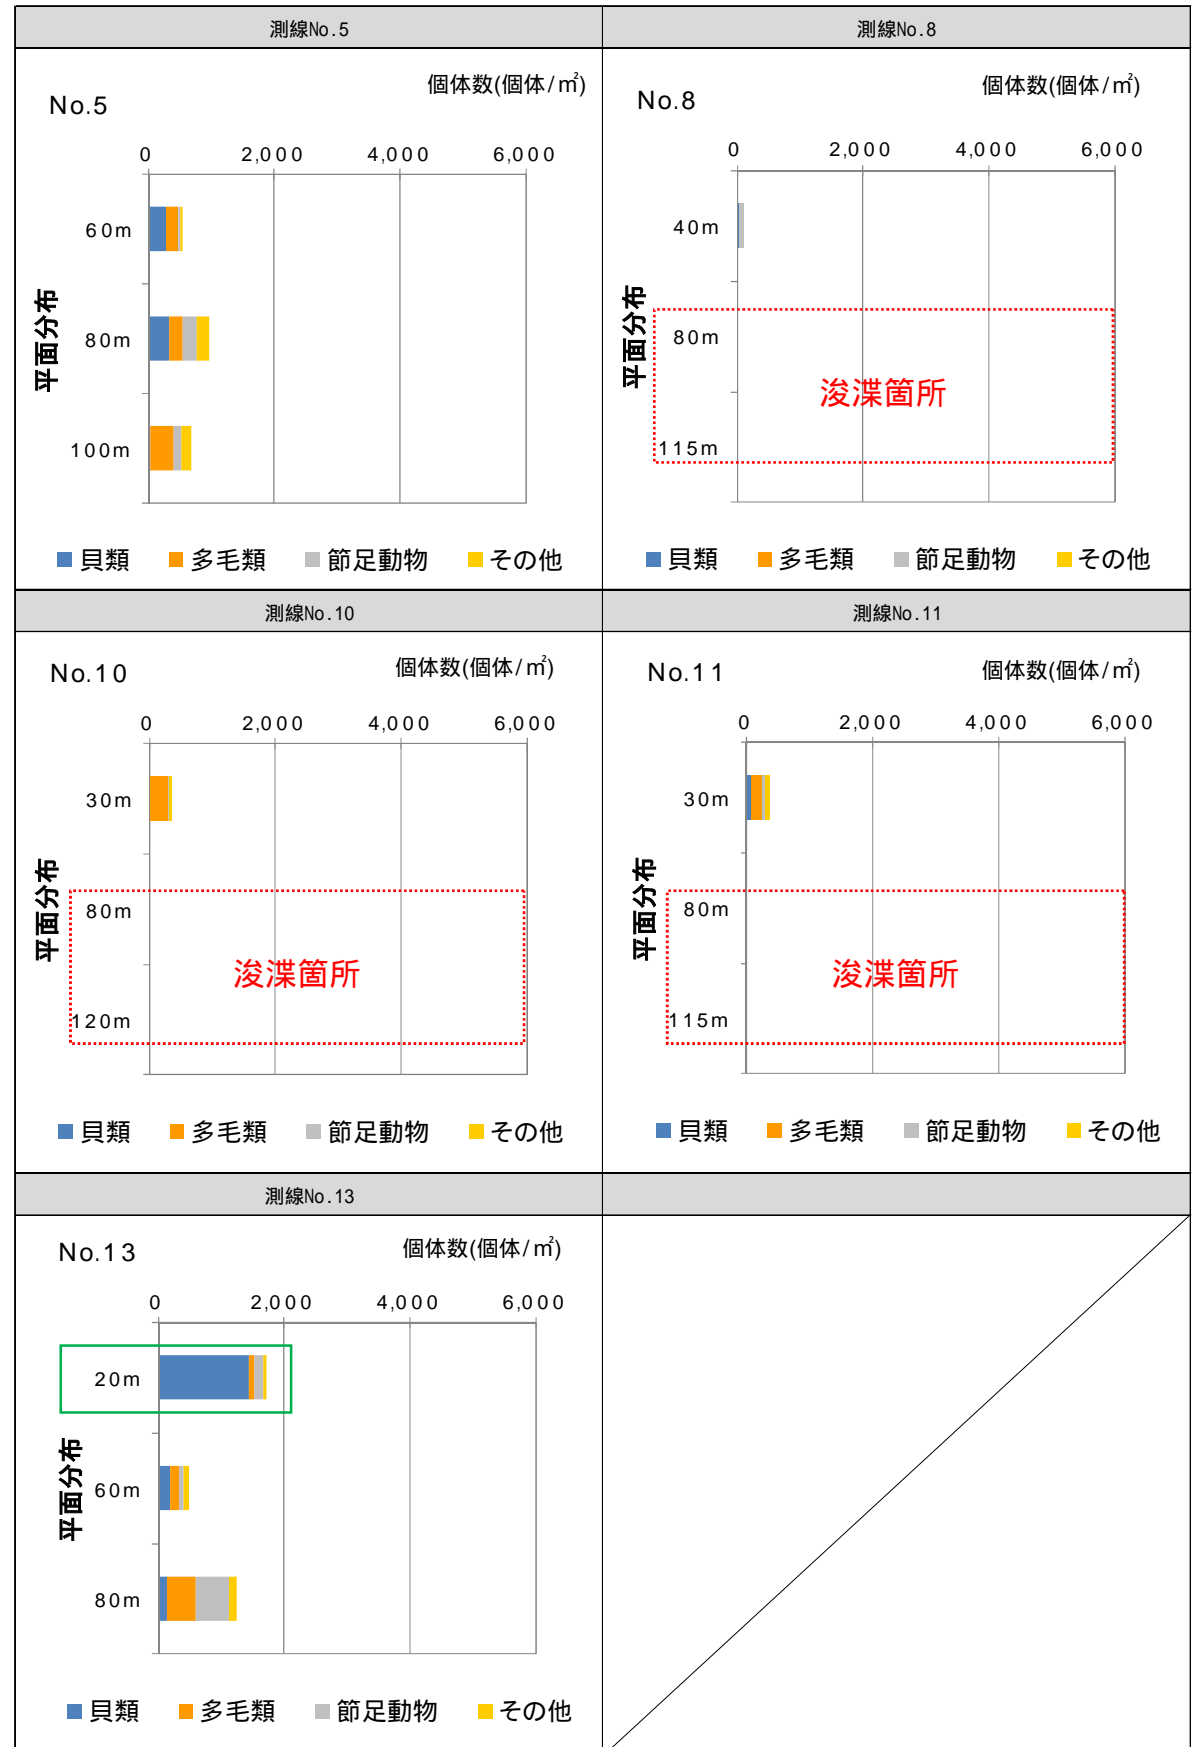 測線No.5
測線No.8
No.5
個体数(個体/㎡)
0 2,000 4,000 6,000
60m
80m
100m
平面分布
貝類 多毛類 節足動物 その他
No.8
個体数(個体/㎡)
0 2,000 4,000 6,000
40m
80m
115m
平面分布
浚渫箇所
貝類 多毛類 節足動物 その他
測線No.10
測線No.11
No.10
個体数(個体/㎡)
0 2,000 4,000 6,000
30m
80m
120m
平面分布
浚渫箇所
貝類 多毛類 節足動物 その他
No.11
個体数(個体/㎡)
0 2,000 4,000 6,000
30m
80m
115m
平面分布
浚渫箇所
貝類 多毛類 節足動物 その他
測線No.13
No.13
個体数(個体/㎡)
0 2,000 4,000 6,000
20m
60m
80m
平面分布
貝類 多毛類 節足動物 その他